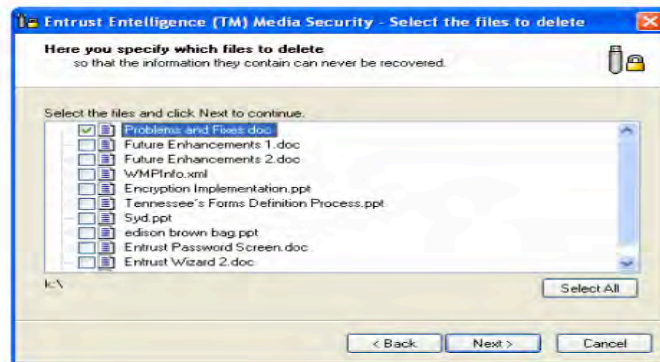 Entrust Entelligence (TM) Media Security - Select the files to delete
Here you specify which files to delete
so that the information they contain can never be recovered.
Select the files and click Next to continue.
Problems and Fixes.doc
Future Enhancements 1.doc
Future Enhancements 2.doc
WMPInfo.xml
Encryption Implementation.ppt
Tennessee's Forms Definition Process.ppt
Syd.ppt
edison brown bag.ppt
Entrust Password Screen.doc
Entrust Wizard 2.doc
k:\
Select All
< Back
Next >
Cancel